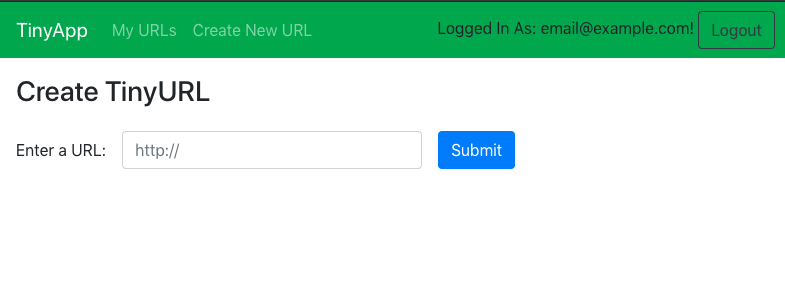 TinyApp My URLs Create New URL Logged In As: email@example.com! Logout
Create TinyURL
Enter a URL: http:// Submit